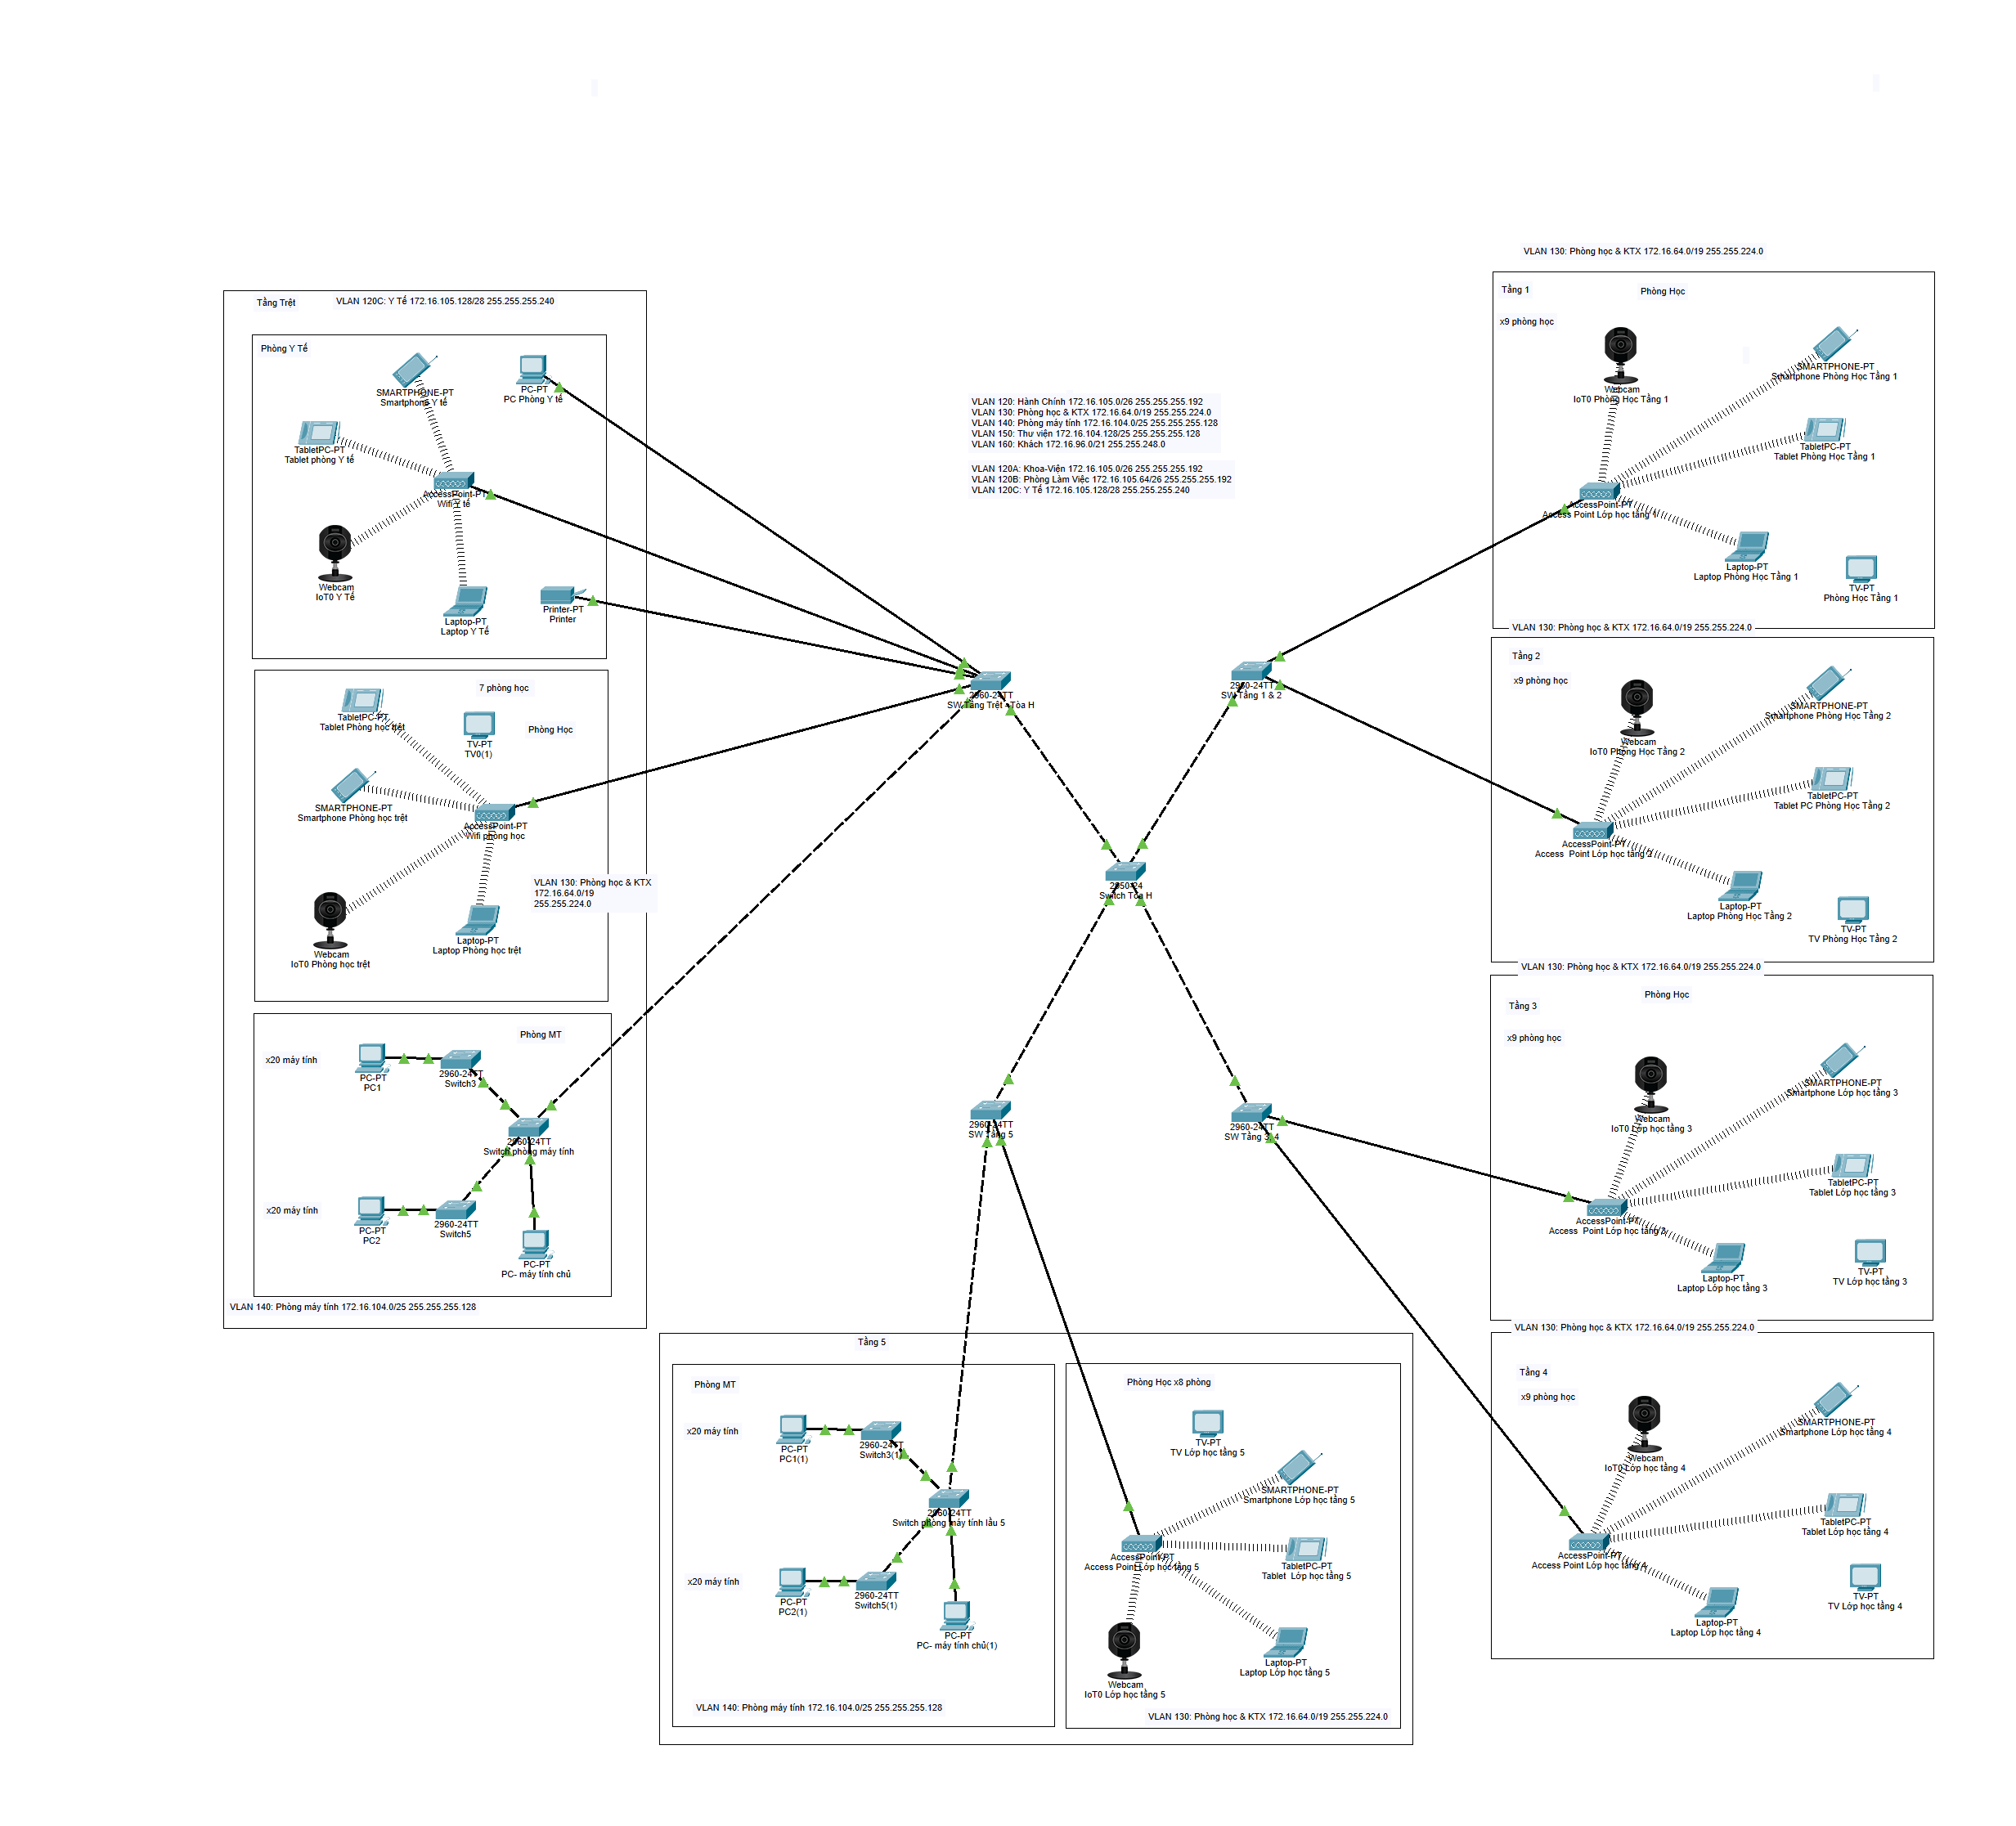 Tầng Trệt
VLAN 120C: Y Tế 172.16.105.128/28 255.255.255.240
Phòng Y Tế
SMARTPHONE-PT
Smartphone Y tế
PC-PT
PC Phòng Y tế
TabletPC-PT
Tablet phòng Y tế
AccessPoint-PT
Wifi Y tế
Webcam
IoT0 Y Tế
Laptop-PT
Laptop Y Tế
Printer-PT
Printer
7 phòng học
TabletPC-PT
Tablet Phòng học trệt
TV-PT
TV0(1)
Phòng Học
SMARTPHONE-PT
Smartphone Phòng học trệt
AccessPoint-PT
Wifi phòng học
VLAN 130: Phòng học & KTX
172.16.64.0/19
255.255.224.0
Webcam
IoT0 Phòng học trệt
Laptop-PT
Laptop Phòng học trệt
Phòng MT
x20 máy tính
PC-PT
PC1
2960-24TT
Switch3
2960-24TT
Switch phòng máy tính
x20 máy tính
PC-PT
PC2
2960-24TT
Switch5
PC-PT
PC- máy tính chủ
VLAN 140: Phòng máy tính 172.16.104.0/25 255.255.255.128
VLAN 120: Hành Chính 172.16.105.0/26 255.255.255.192
VLAN 130: Phòng học & KTX 172.16.64.0/19 255.255.224.0
VLAN 140: Phòng máy tính 172.16.104.0/25 255.255.255.128
VLAN 150: Thư viện 172.16.104.128/25 255.255.255.128
VLAN 160: Khách 172.16.96.0/21 255.255.248.0
VLAN 120A: Khoa-Viện 172.16.105.0/26 255.255.255.192
VLAN 120B: Phòng Làm Việc 172.16.105.64/26 255.255.255.192
VLAN 120C: Y Tế 172.16.105.128/28 255.255.255.240
2960-24TT
SW Tầng Trệt - Tòa H
2960-24TT
SW Tầng 1 & 2
2950-24
Switch Tòa H
2960-24TT
SW Tầng 5
2960-24TT
SW Tầng 3, 4
VLAN 130: Phòng học & KTX 172.16.64.0/19 255.255.224.0
Tầng 1
Phòng Học
x9 phòng học
Webcam
IoT0 Phòng Học Tầng 1
SMARTPHONE-PT
Smartphone Phòng Học Tầng 1
TabletPC-PT
Tablet Phòng Học Tầng 1
AccessPoint-PT
Access Point Lớp học tầng 1
Laptop-PT
Laptop Phòng Học Tầng 1
TV-PT
Phòng Học Tầng 1
VLAN 130: Phòng học & KTX 172.16.64.0/19 255.255.224.0
Tầng 2
x9 phòng học
SMARTPHONE-PT
Smartphone Phòng Học Tầng 2
Webcam
IoT0 Phòng Học Tầng 2
TabletPC-PT
Tablet PC Phòng Học Tầng 2
AccessPoint-PT
Access Point Lớp học tầng 2
Laptop-PT
Laptop Phòng Học Tầng 2
TV-PT
TV Phòng Học Tầng 2
VLAN 130: Phòng học & KTX 172.16.64.0/19 255.255.224.0
Tầng 3
Phòng Học
x9 phòng học
SMARTPHONE-PT
Smartphone Lớp học tầng 3
Webcam
IoT0 Lớp học tầng 3
TabletPC-PT
Tablet Lớp học tầng 3
AccessPoint-PT
Access Point Lớp học tầng 3
Laptop-PT
Laptop Lớp học tầng 3
TV-PT
TV Lớp học tầng 3
VLAN 130: Phòng học & KTX 172.16.64.0/19 255.255.224.0
Tầng 4
x9 phòng học
SMARTPHONE-PT
Smartphone Lớp học tầng 4
Webcam
IoT0 Lớp học tầng 4
TabletPC-PT
Tablet Lớp học tầng 4
AccessPoint-PT
Access Point Lớp học tầng 4
Laptop-PT
Laptop Lớp học tầng 4
TV-PT
TV Lớp học tầng 4
Tầng 5
Phòng MT
x20 máy tính
PC-PT
PC1(1)
2960-24TT
Switch3(1)
2960-24TT
Switch phòng máy tính lầu 5
x20 máy tính
PC-PT
PC2(1)
2960-24TT
Switch5(1)
PC-PT
PC- máy tính chủ(1)
VLAN 140: Phòng máy tính 172.16.104.0/25 255.255.255.128
Phòng Học x8 phòng
TV-PT
TV Lớp học tầng 5
SMARTPHONE-PT
Smartphone Lớp học tầng 5
AccessPoint-PT
Access Point Lớp học tầng 5
TabletPC-PT
Tablet Lớp học tầng 5
Laptop-PT
Laptop Lớp học tầng 5
Webcam
IoT0 Lớp học tầng 5
VLAN 130: Phòng học & KTX 172.16.64.0/19 255.255.224.0